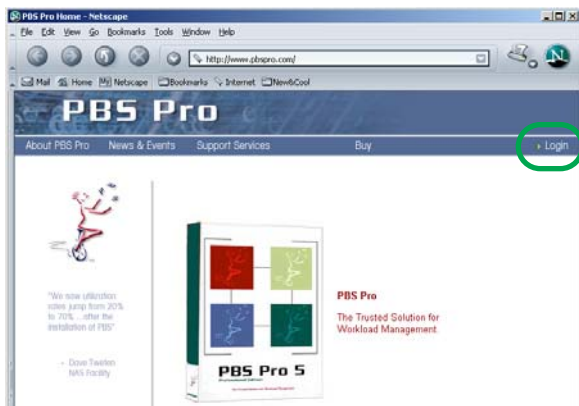 PBS Pro Home - Netscape
File Edit View Go Bookmarks Tools Window Help
http://www.pbspro.com/
Mail Home My Netscape Bookmarks Internet New&Cool
PBS Pro
About PBS Pro News & Events Support Services Buy Login
"We saw utilization
rates jump from 20%
to 70% ...after the
installation of PBS"
- Dave Tweten
NAS Facility
PBS Pro
The Trusted Solution for
Workload Management
PBS Pro 5
Professional Edition